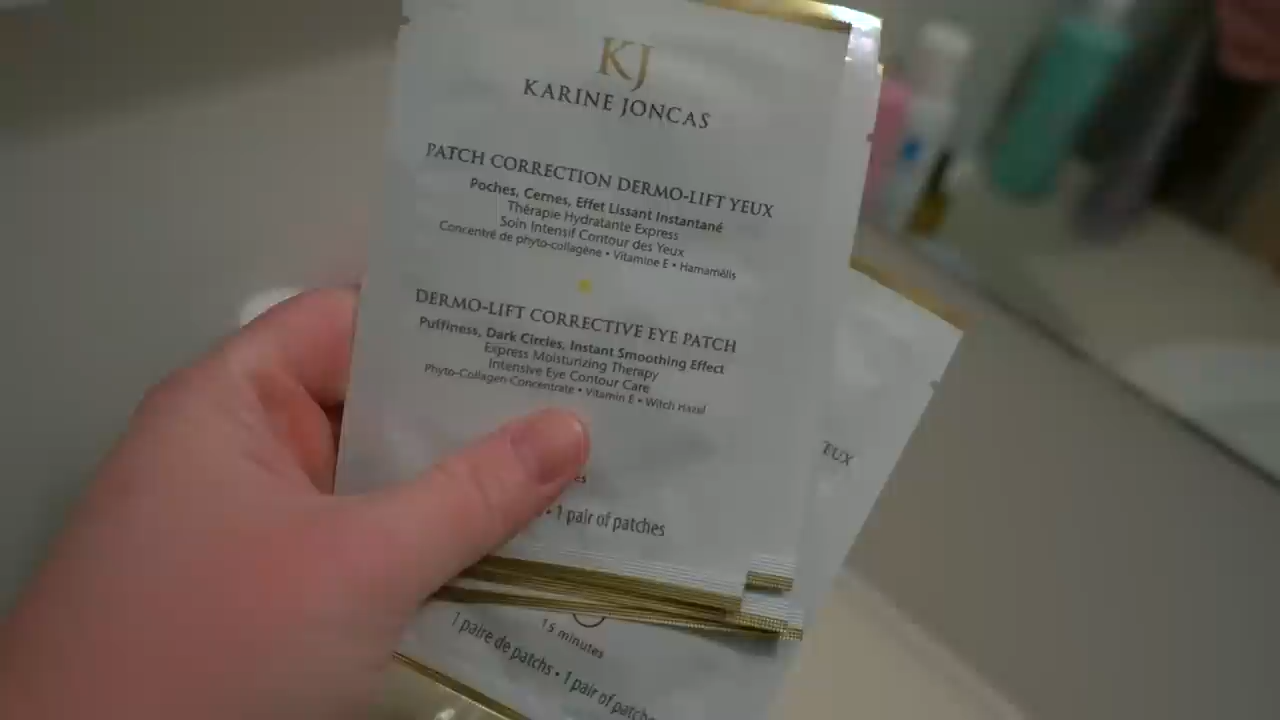 KJ
KARINE JONCAS
PATCH CORRECTION DERMO-LIFT YEUX
Poches, Cernes, Effet Lissant Instantané
Thérapie Hydratante Express
Soin Intensif Contour des Yeux
Concentré de phyto-collagène • Vitamine E • Hamamélis
DERMO-LIFT CORRECTIVE EYE PATCH
Puffiness, Dark Circles, Instant Smoothing Effect
Express Moisturizing Therapy
Intensive Eye Contour Care
Phyto-Collagen Concentrate • Vitamin E • Witch Hazel
es
• 1 pair of patches
EUX
15 minutes
1 paire de patchs • 1 pair of patc